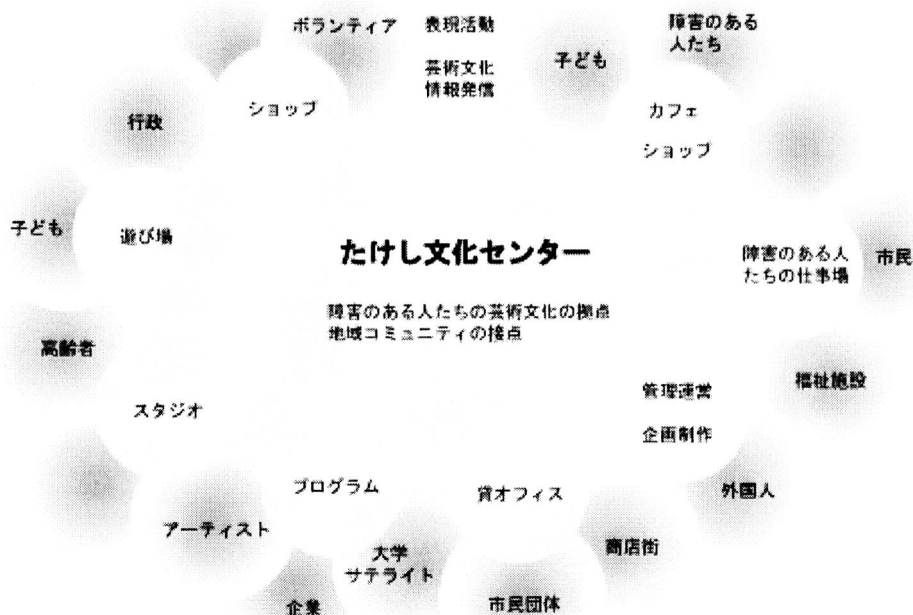 ボランティア
表現活動
障害のある
人たち
子ども
芸術文化
情報発信
ショップ
カフェ
行政
ショップ
子ども
遊び場
たけし文化センター
障害のある人
たちの仕事場
市民
障害のある人たちの芸術文化の拠点
地域コミュニティの接点
高齢者
福祉施設
管理運営
スタジオ
企画制作
プログラム
貸オフィス
外国人
アーティスト
商店街
大学
サテライト
企業
市民団体